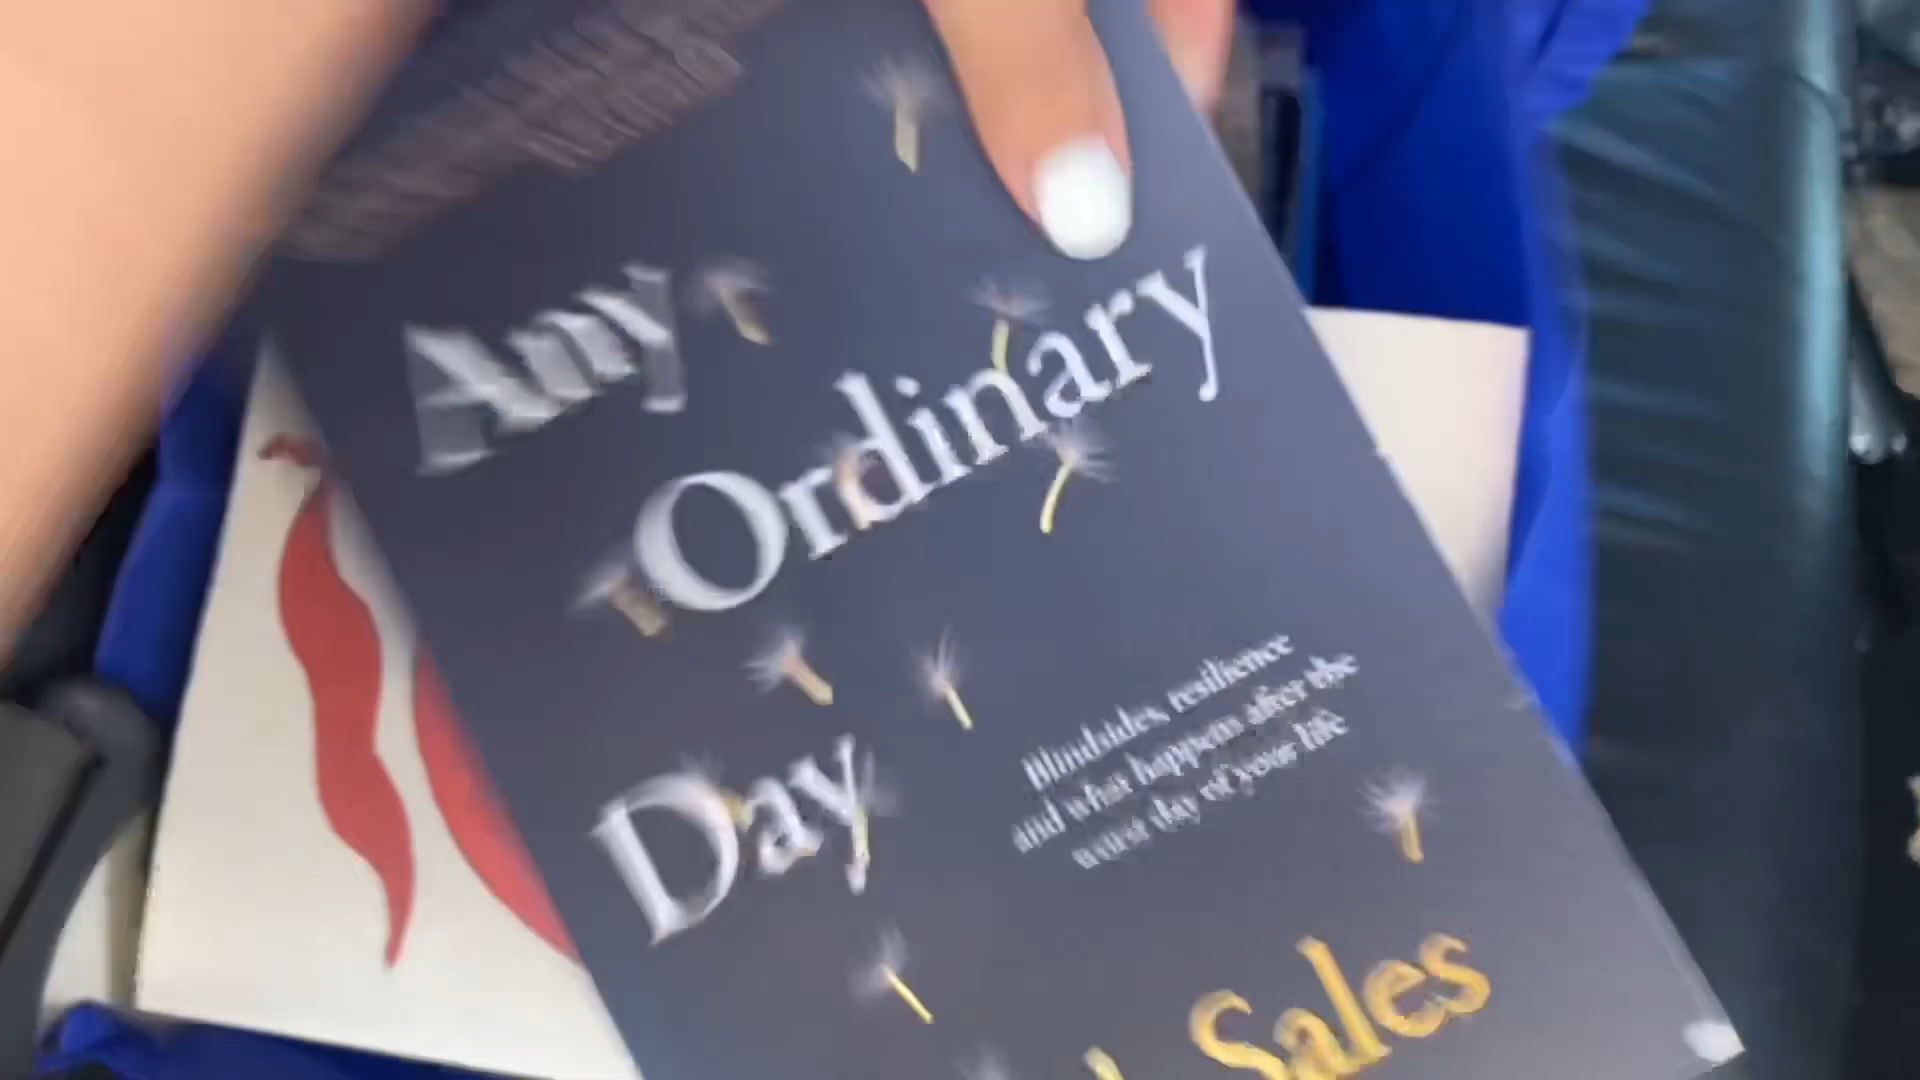 Any
Ordinary
Day
Blindsides, resilience
and what happens after the
worst day of your life
Sales